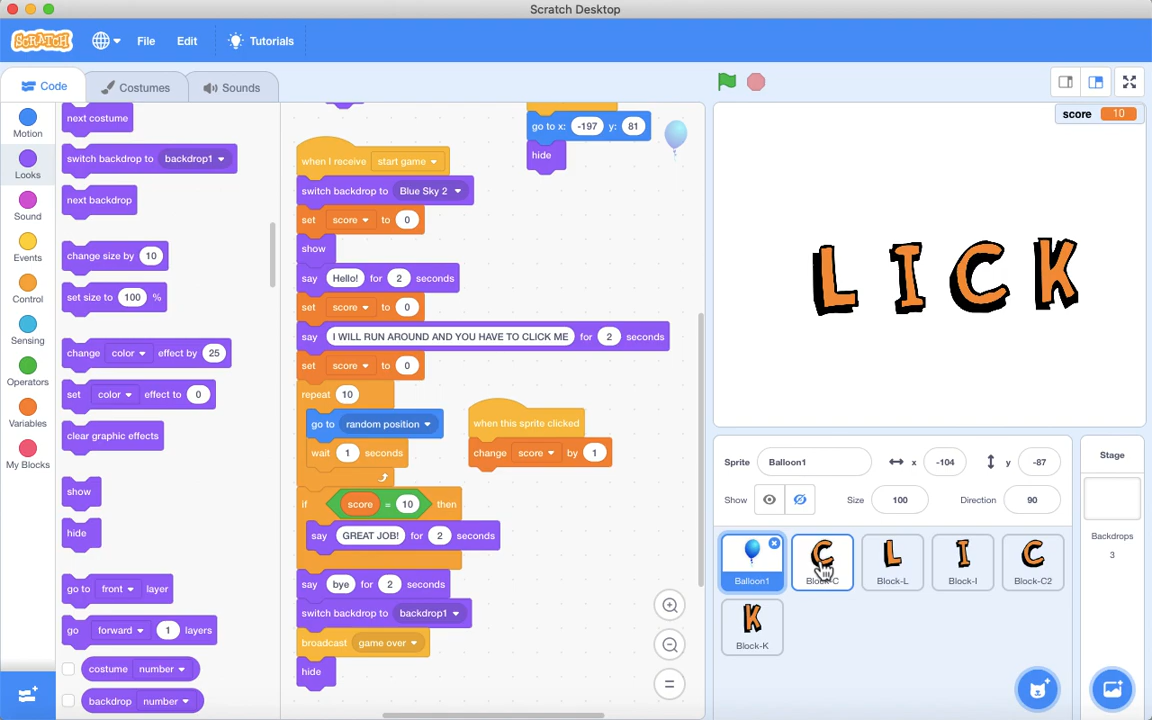 Scratch Desktop
SCRATCH File Edit Tutorials
Code Costumes Sounds
Motion
Looks
Sound
Events
Control
Sensing
Operators
Variables
My Blocks
next costume
switch backdrop to backdrop1
next backdrop
change size by 10
set size to 100 %
change color effect by 25
set color effect to 0
clear graphic effects
show
hide
go to front layer
go forward 1 layers
costume number
backdrop number
when I receive start game
switch backdrop to Blue Sky 2
set score to 0
show
say Hello! for 2 seconds
set score to 0
say I WILL RUN AROUND AND YOU HAVE TO CLICK ME for 2 seconds
set score to 0
repeat 10
go to random position
wait 1 seconds
if score = 10 then
say GREAT JOB! for 2 seconds
say bye for 2 seconds
switch backdrop to backdrop1
broadcast game over
hide
go to x: -197 y: 81
hide
when this sprite clicked
change score by 1
score 10
L I C K
Sprite Balloon1 x -104 y -87
Show Size 100 Direction 90
C L I C
Balloon1 Block-C Block-L Block-I Block-C2
K
Block-K
Stage
Backdrops
3